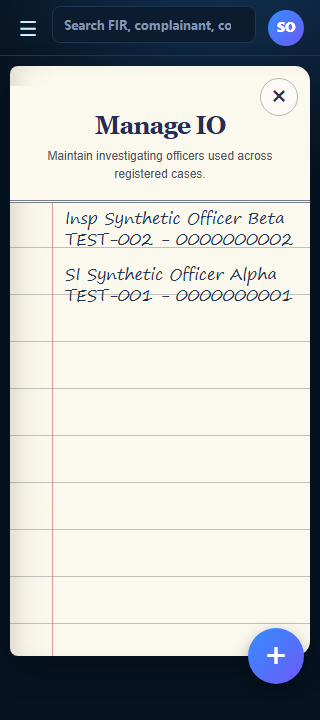 Search FIR, complainant, co
SO
Manage IO
Maintain investigating officers used across
registered cases.
Insp Synthetic Officer Beta
TEST-002 - 0000000002
SI Synthetic Officer Alpha
TEST-001 - 0000000001